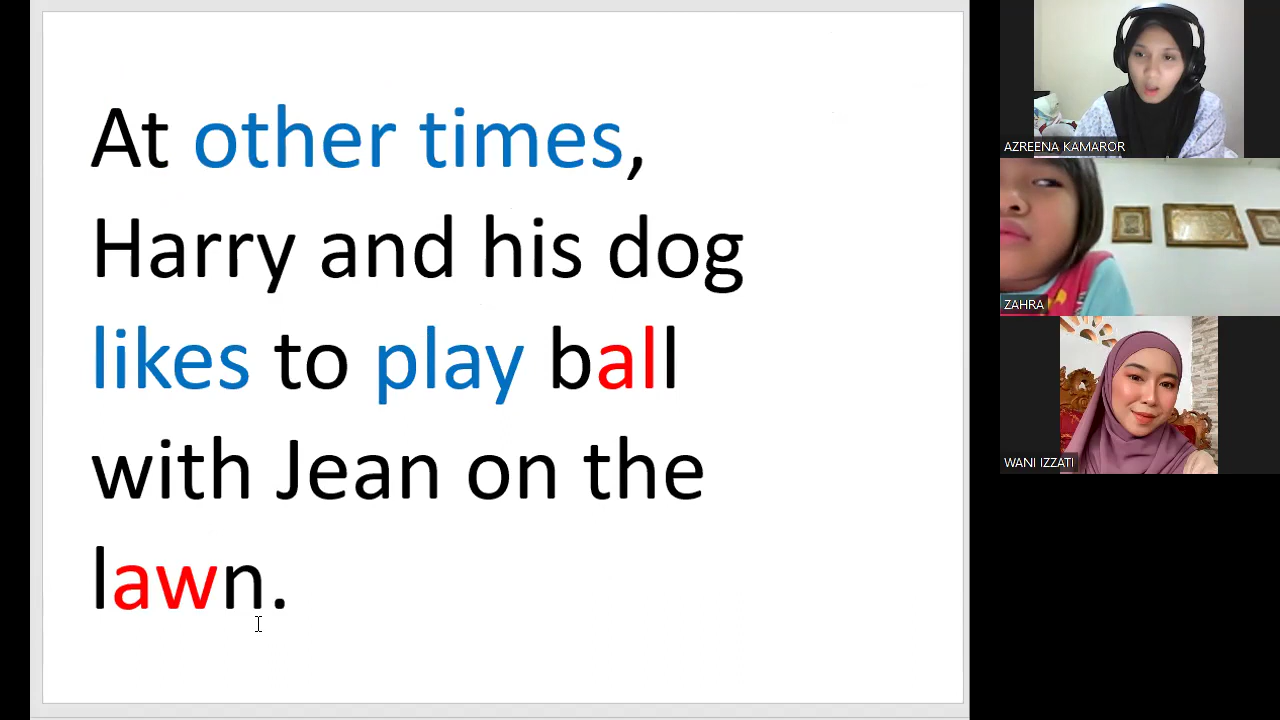 At other times,
Harry and his dog
likes to play ball
with Jean on the
lawn.
AZREENA KAMAROR
ZAHRA
WANI IZZATI